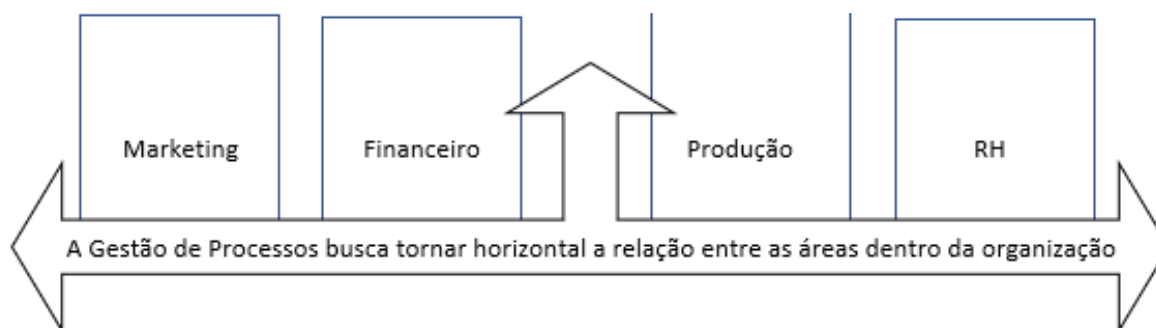 Marketing Financeiro Produção RH
A Gestão de Processos busca tornar horizontal a relação entre as áreas dentro da organização